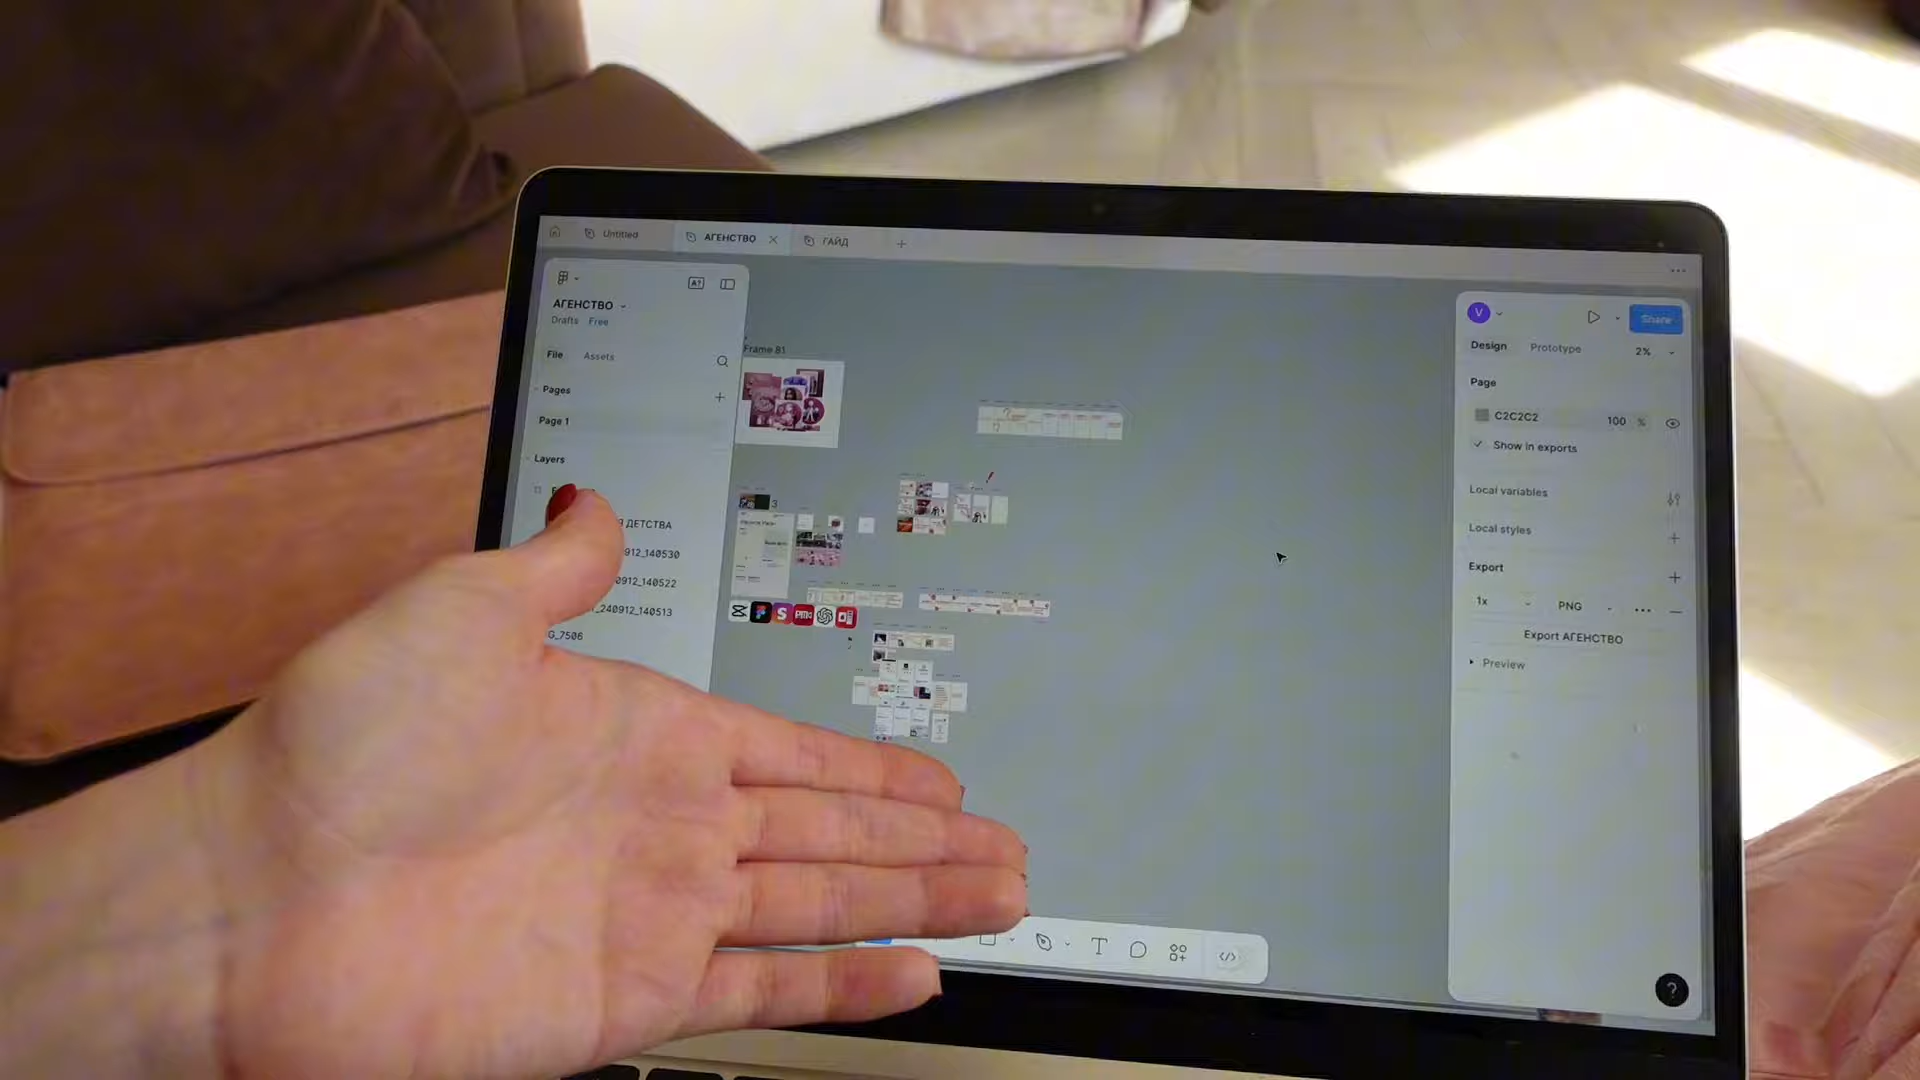 Untitled
АГЕНСТВО
ГАЙД
АГЕНСТВО
Drafts Free
File Assets
Pages
Page 1
Layers
Я ДЕТСТВА
912_140530
0912_140522
_240912_140513
G_7506
Frame 81
3
V
Share
Design Prototype 2%
Page
C2C2C2 100 %
Show in exports
Local variables
Local styles
Export
1x PNG
Export АГЕНСТВО
Preview